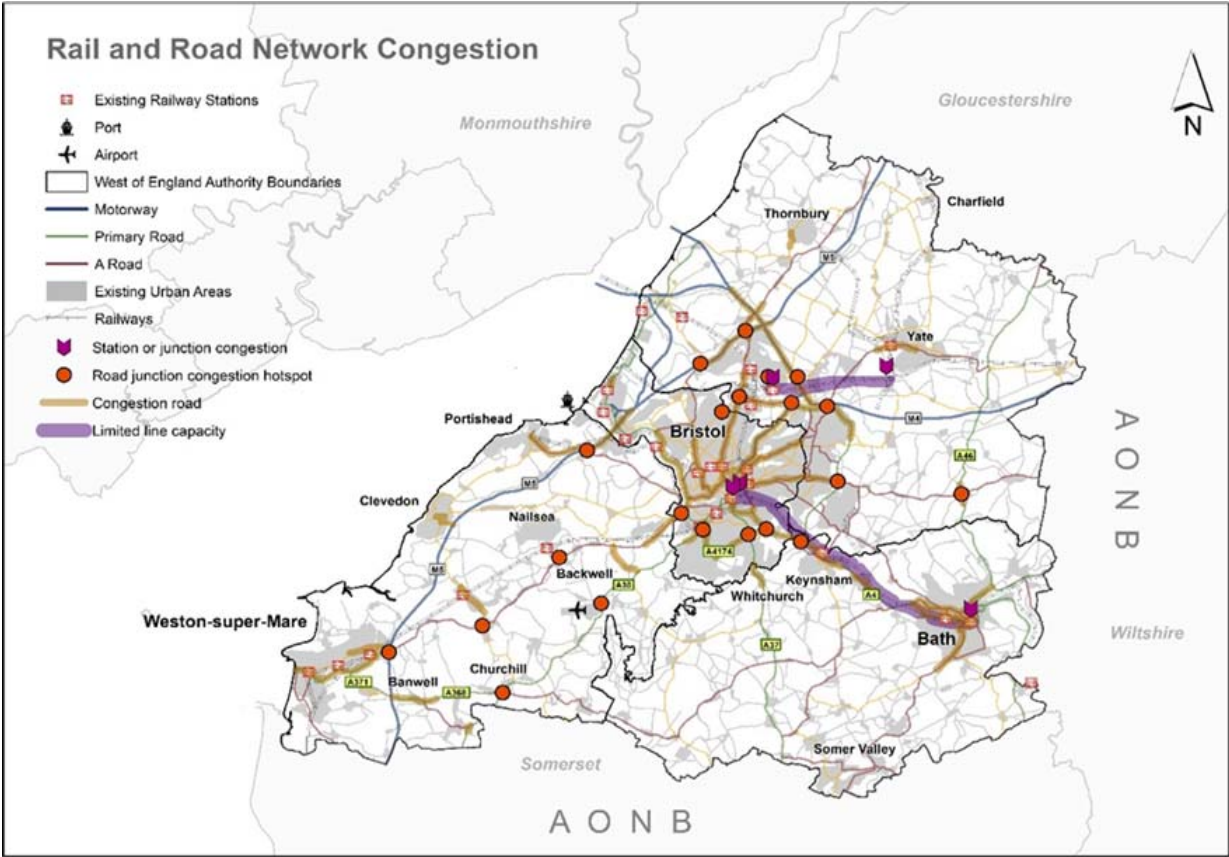 Rail and Road Network Congestion
Existing Railway Stations
Port
Airport
West of England Authority Boundaries
Motorway
Primary Road
A Road
Existing Urban Areas
Railways
Station or junction congestion
Road junction congestion hotspot
Congestion road
Limited line capacity
Monmouthshire
Gloucestershire
N
Thornbury
Charfield
M5
Yate
M4
Portishead
Bristol
A46
AONB
M5
Clevedon
Nailsea
A4174
M5
Backwell
A38
Keynsham
Whitchurch
A4
Weston-super-Mare
Bath
Wiltshire
A37
Churchill
A371
Banwell
A368
Somer Valley
Somerset
AONB